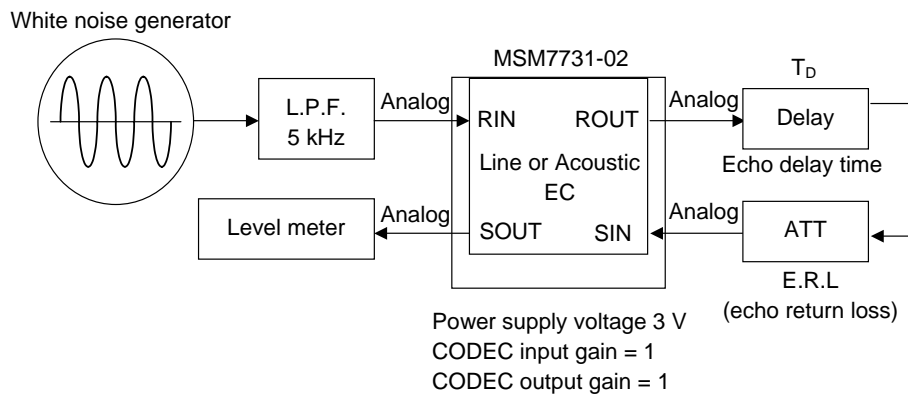 White noise generator
MSM7731-02
T_D
L.P.F.
5 kHz
Analog
RIN
ROUT
Analog
Delay
Echo delay time
Line or Acoustic
EC
Level meter
Analog
SOUT
SIN
Analog
ATT
E.R.L
(echo return loss)
Power supply voltage 3 V
CODEC input gain = 1
CODEC output gain = 1